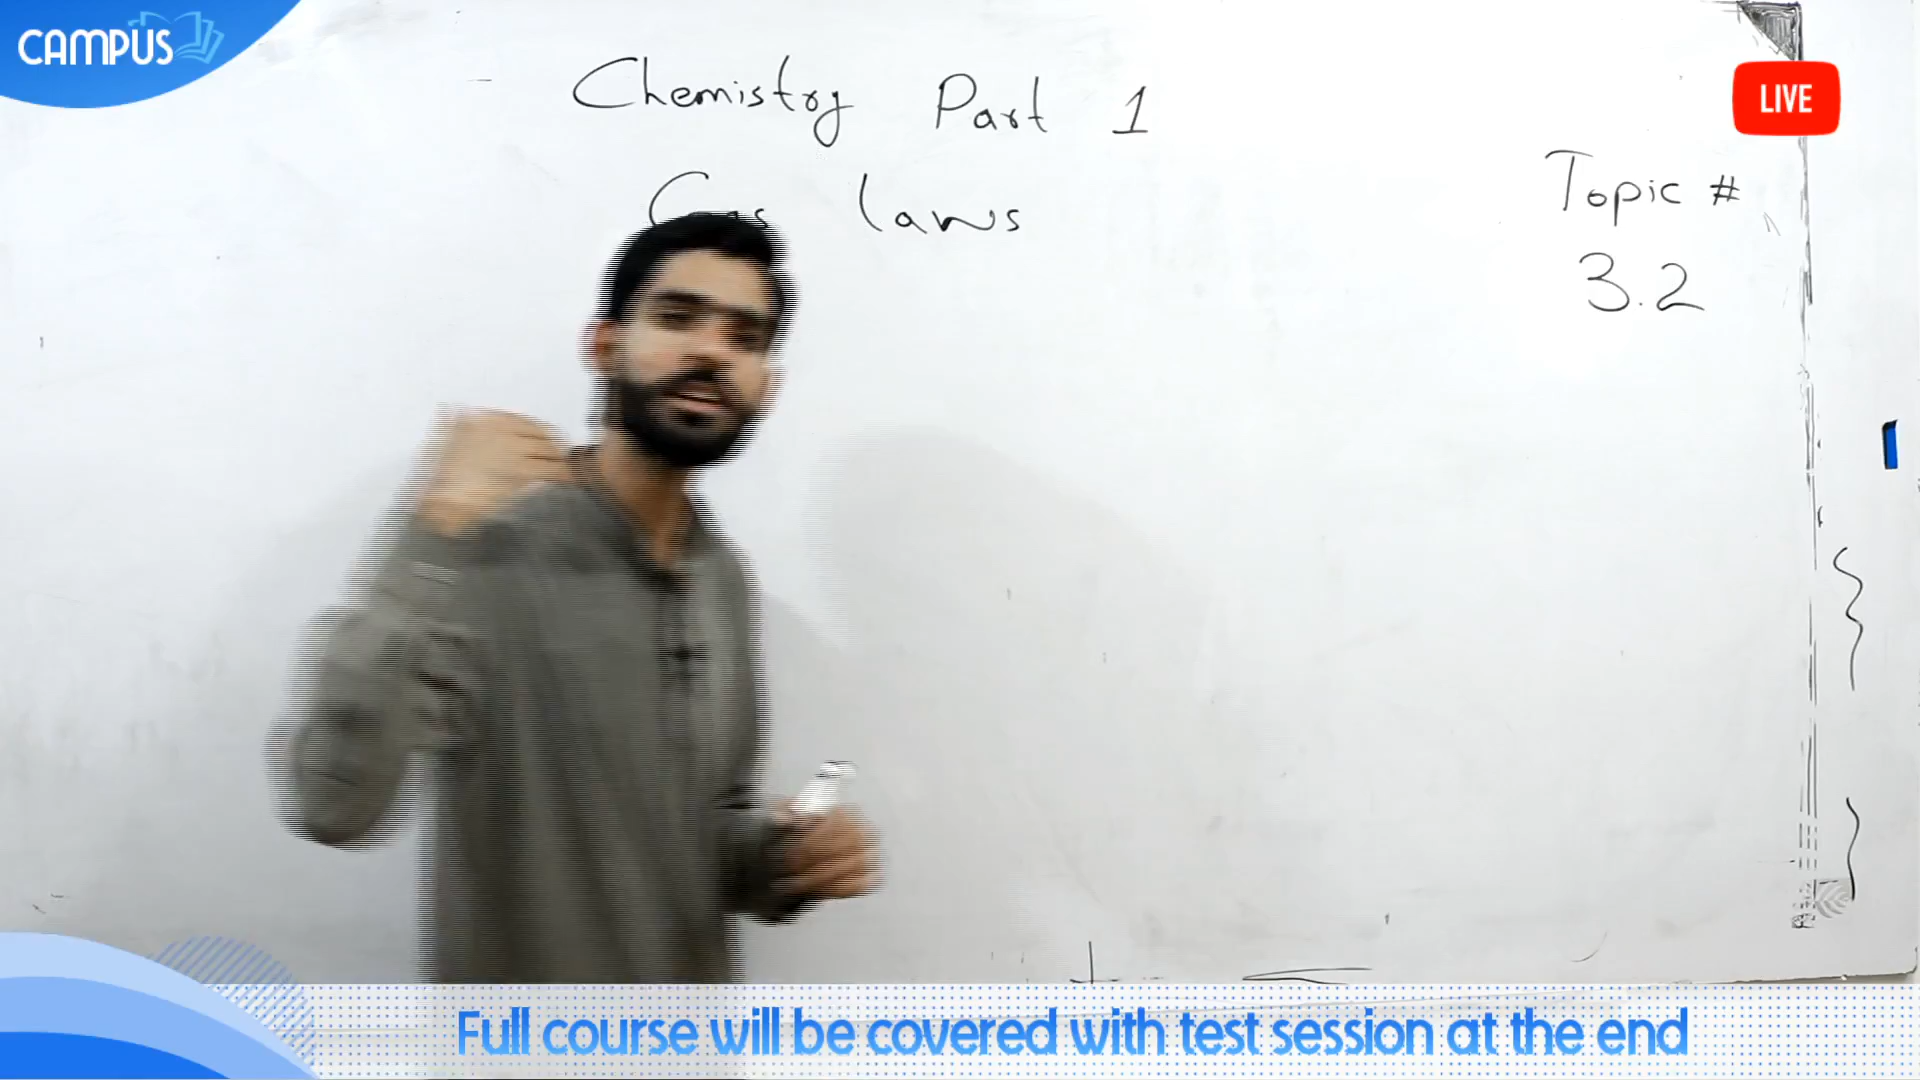 CAMPUS
Chemistry Part 1
LIVE
Gas laws
Topic #
3.2
Full course will be covered with test session at the end